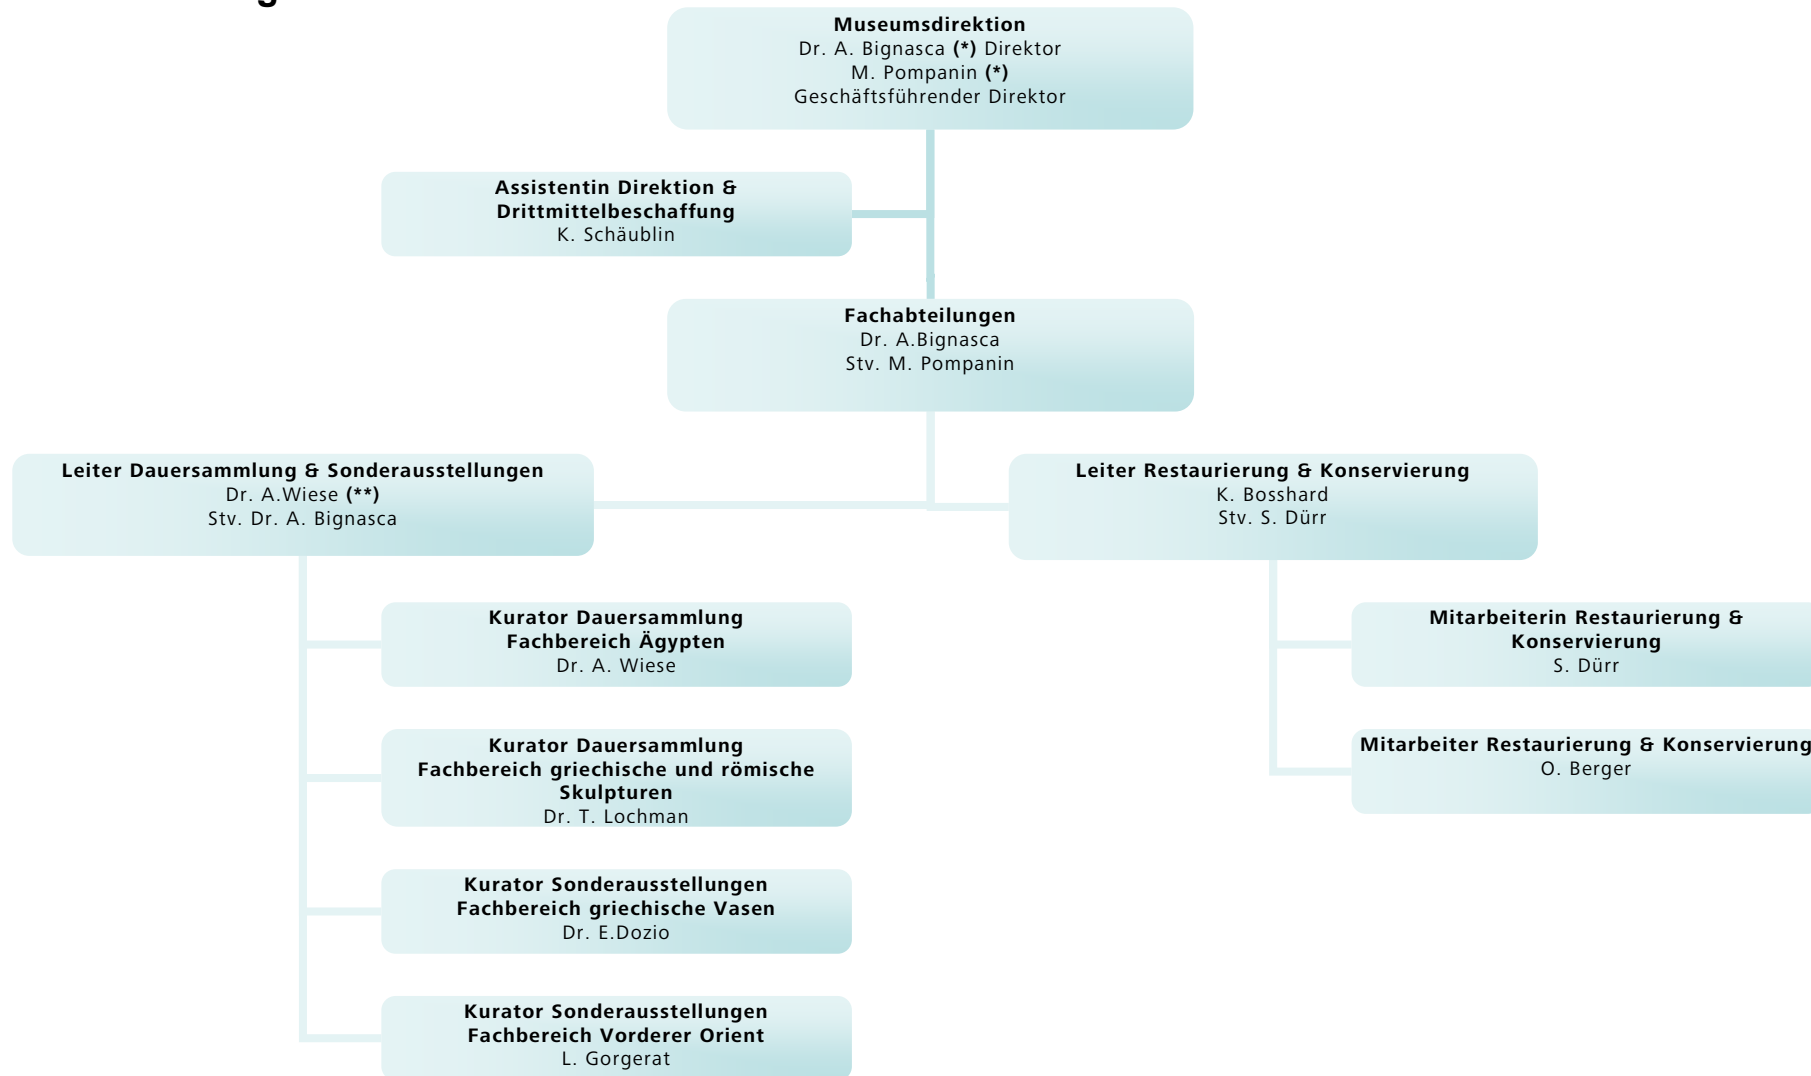 Museumsdirektion
Dr. A. Bignasca (*) Direktor
M. Pompanin (*)
Geschäftsführender Direktor
Assistentin Direktion &
Drittmittelbeschaffung
K. Schäublin
Fachabteilungen
Dr. A.Bignasca
Stv. M. Pompanin
Leiter Dauersammlung & Sonderausstellungen
Dr. A.Wiese (**)
Stv. Dr. A. Bignasca
Leiter Restaurierung & Konservierung
K. Bosshard
Stv. S. Dürr
Kurator Dauersammlung
Fachbereich Ägypten
Dr. A. Wiese
Mitarbeiterin Restaurierung &
Konservierung
S. Dürr
Kurator Dauersammlung
Fachbereich griechische und römische
Skulpturen
Dr. T. Lochman
Mitarbeiter Restaurierung & Konservierung
O. Berger
Kurator Sonderausstellungen
Fachbereich griechische Vasen
Dr. E.Dozio
Kurator Sonderausstellungen
Fachbereich Vorderer Orient
L. Gorgerat